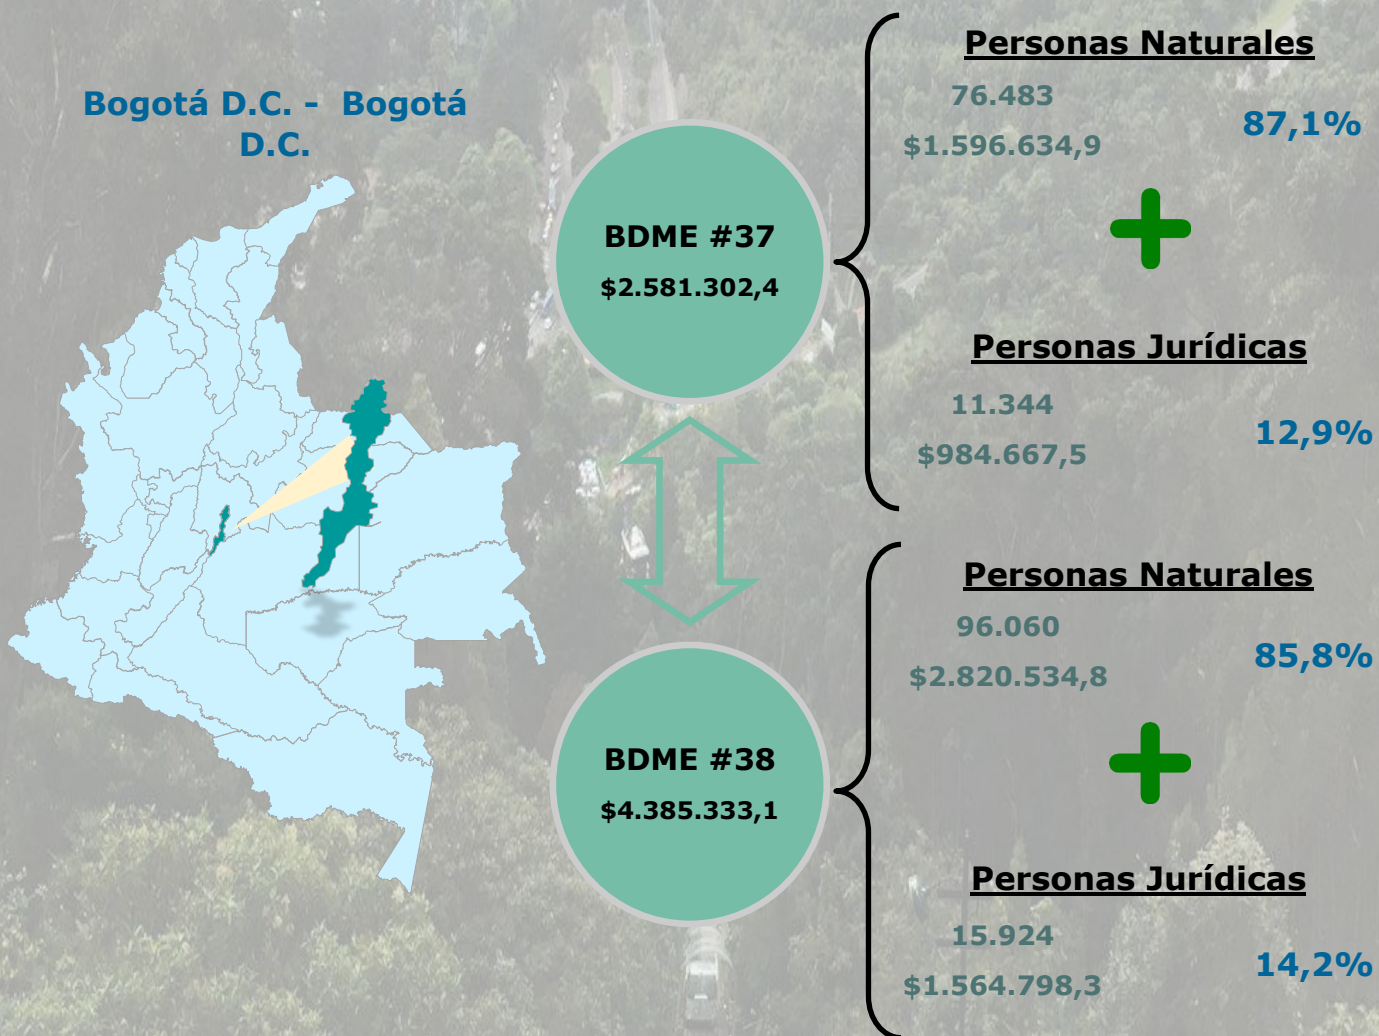 Bogotá D.C. - Bogotá
D.C.
BDME #37
$2.581.302,4
Personas Naturales
76.483
$1.596.634,9
87,1%
Personas Jurídicas
11.344
$984.667,5
12,9%
BDME #38
$4.385.333,1
Personas Naturales
96.060
$2.820.534,8
85,8%
Personas Jurídicas
15.924
$1.564.798,3
14,2%